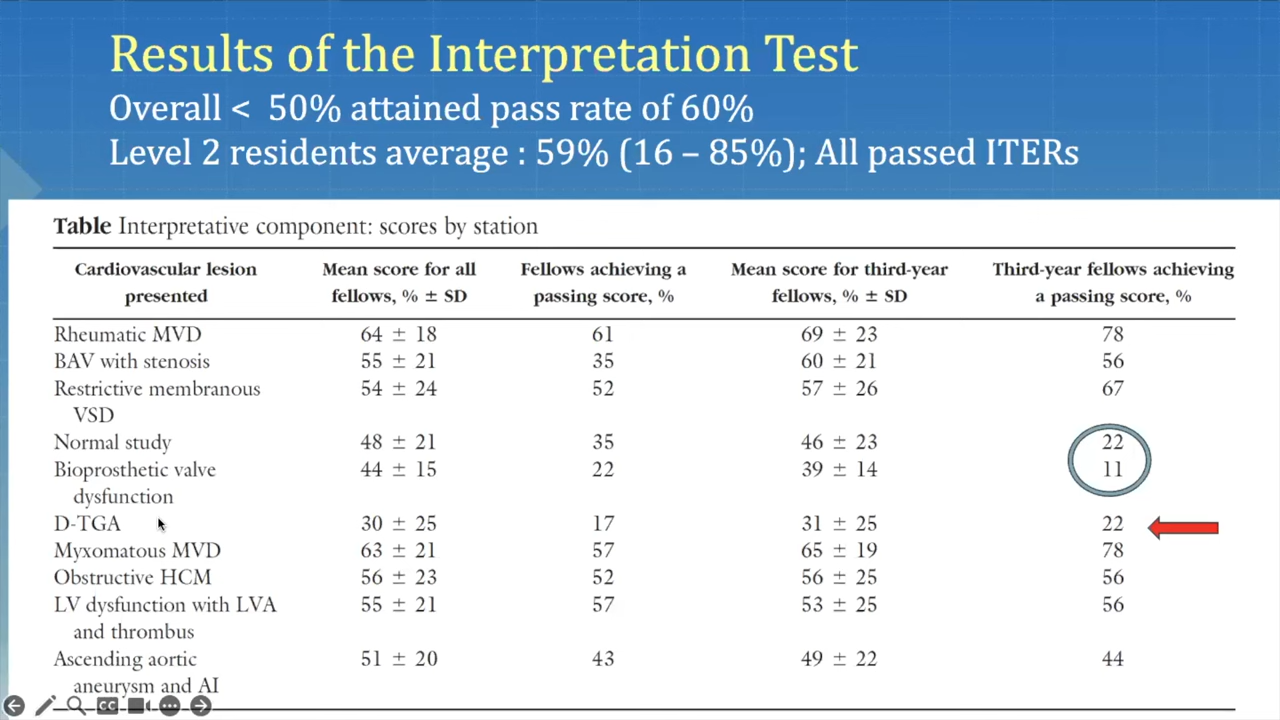 Results of the Interpretation Test
Overall < 50% attained pass rate of 60%
Level 2 residents average : 59% (16 – 85%); All passed ITERs
Table Interpretative component: scores by station
Cardiovascular lesion presented Mean score for all fellows, % ± SD Fellows achieving a passing score, % Mean score for third-year fellows, % ± SD Third-year fellows achieving a passing score, %
Rheumatic MVD 64 ± 18 61 69 ± 23 78
BAV with stenosis 55 ± 21 35 60 ± 21 56
Restrictive membranous 54 ± 24 52 57 ± 26 67
VSD
Normal study 48 ± 21 35 46 ± 23 22
Bioprosthetic valve 44 ± 15 22 39 ± 14 11
dysfunction
D-TGA 30 ± 25 17 31 ± 25 22
Myxomatous MVD 63 ± 21 57 65 ± 19 78
Obstructive HCM 56 ± 23 52 56 ± 25 56
LV dysfunction with LVA 55 ± 21 57 53 ± 25 56
and thrombus
Ascending aortic 51 ± 20 43 49 ± 22 44
aneurysm and AI
CC